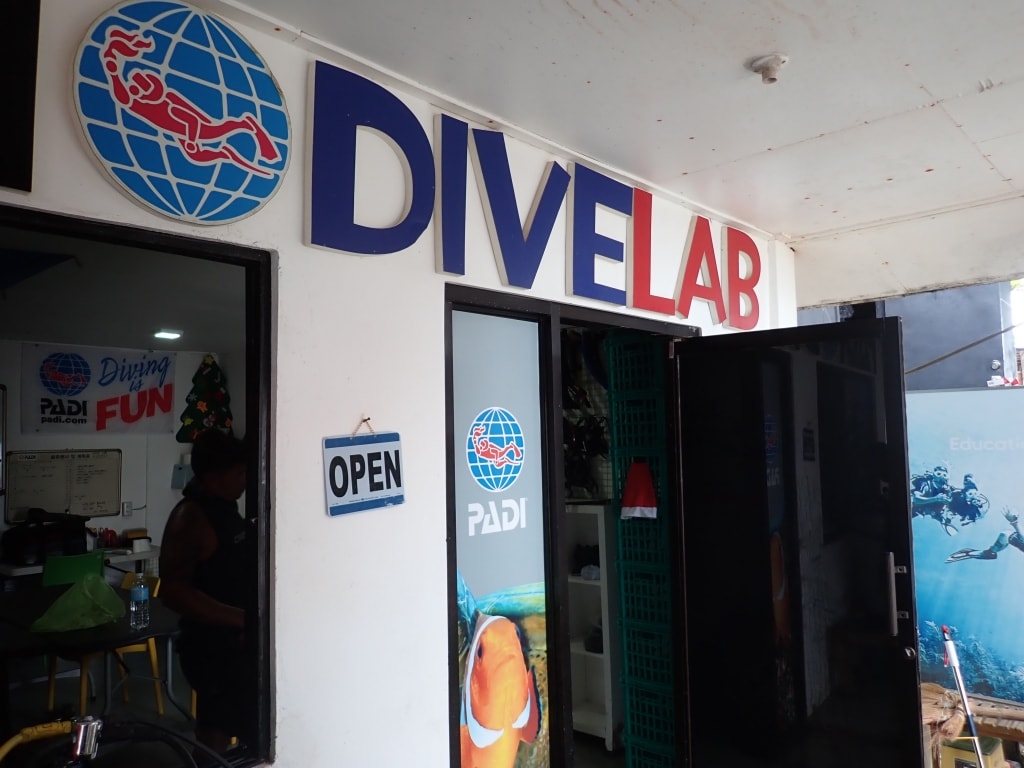 DIVELAB
PADI
padi.com
Diving
is
FUN
OPEN
PADI
Educati